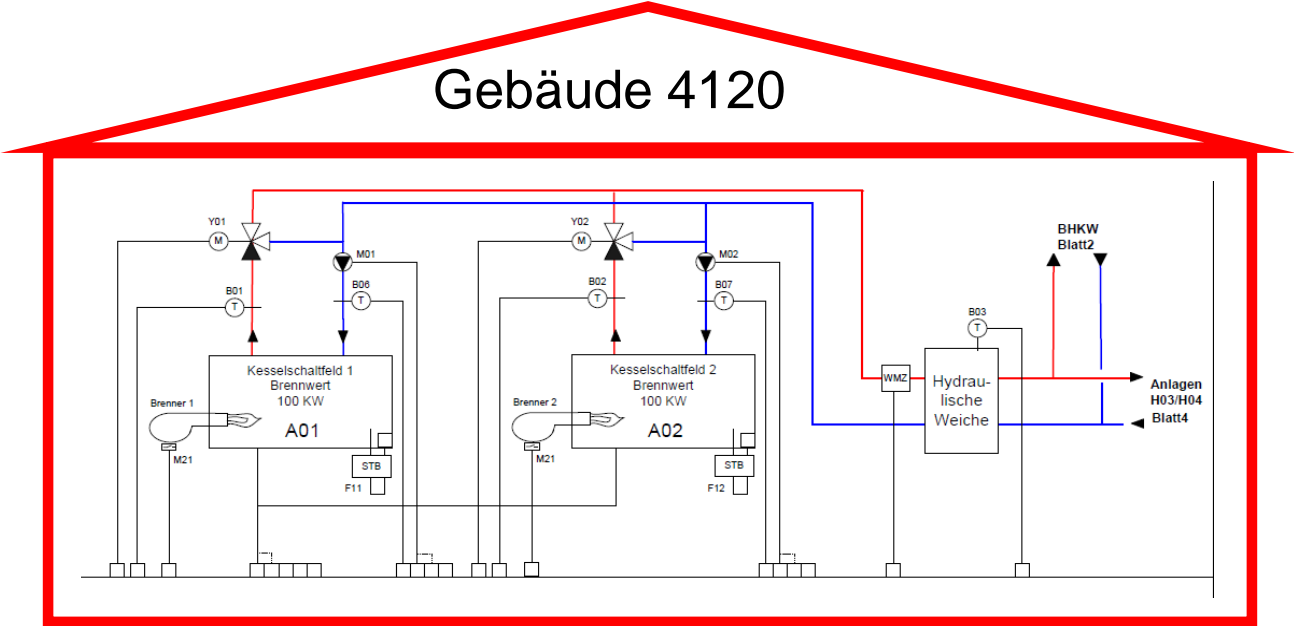 Gebäude 4120
Y01
M
M01
B01
T
B06
T
Kesselschaltfeld 1
Brennwert
100 KW
A01
Brenner 1
M21
STB
F11
Y02
M
M02
B02
T
B07
T
Kesselschaltfeld 2
Brennwert
100 KW
A02
Brenner 2
M21
STB
F12
WMZ
B03
T
Hydrau-
lische
Weiche
BHKW
Blatt2
Anlagen
H03/H04
Blatt4